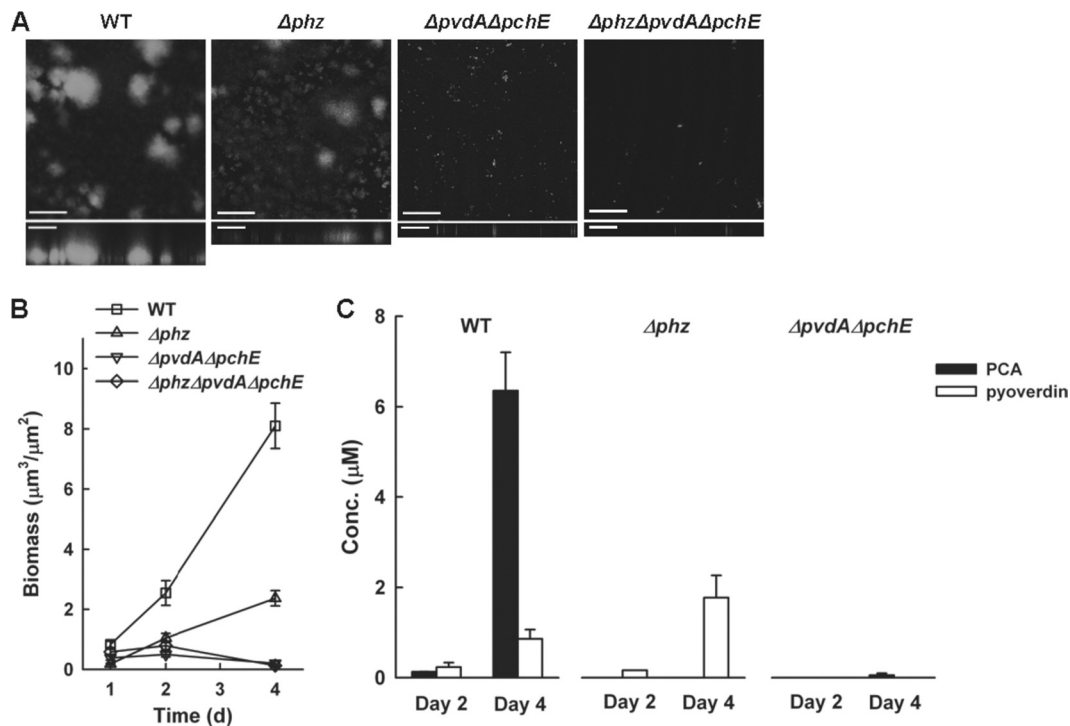 A
WT
Δphz
ΔpvdAΔpchE
ΔphzΔpvdAΔpchE
B
WT
Δphz
ΔpvdAΔpchE
ΔphzΔpvdAΔpchE
10
8
6
4
2
0
Biomass (μm³/μm²)
1 2 3 4
Time (d)
C
WT
Δphz
ΔpvdAΔpchE
PCA
pyoverdin
8
6
4
2
0
Conc. (μM)
Day 2 Day 4 Day 2 Day 4 Day 2 Day 4